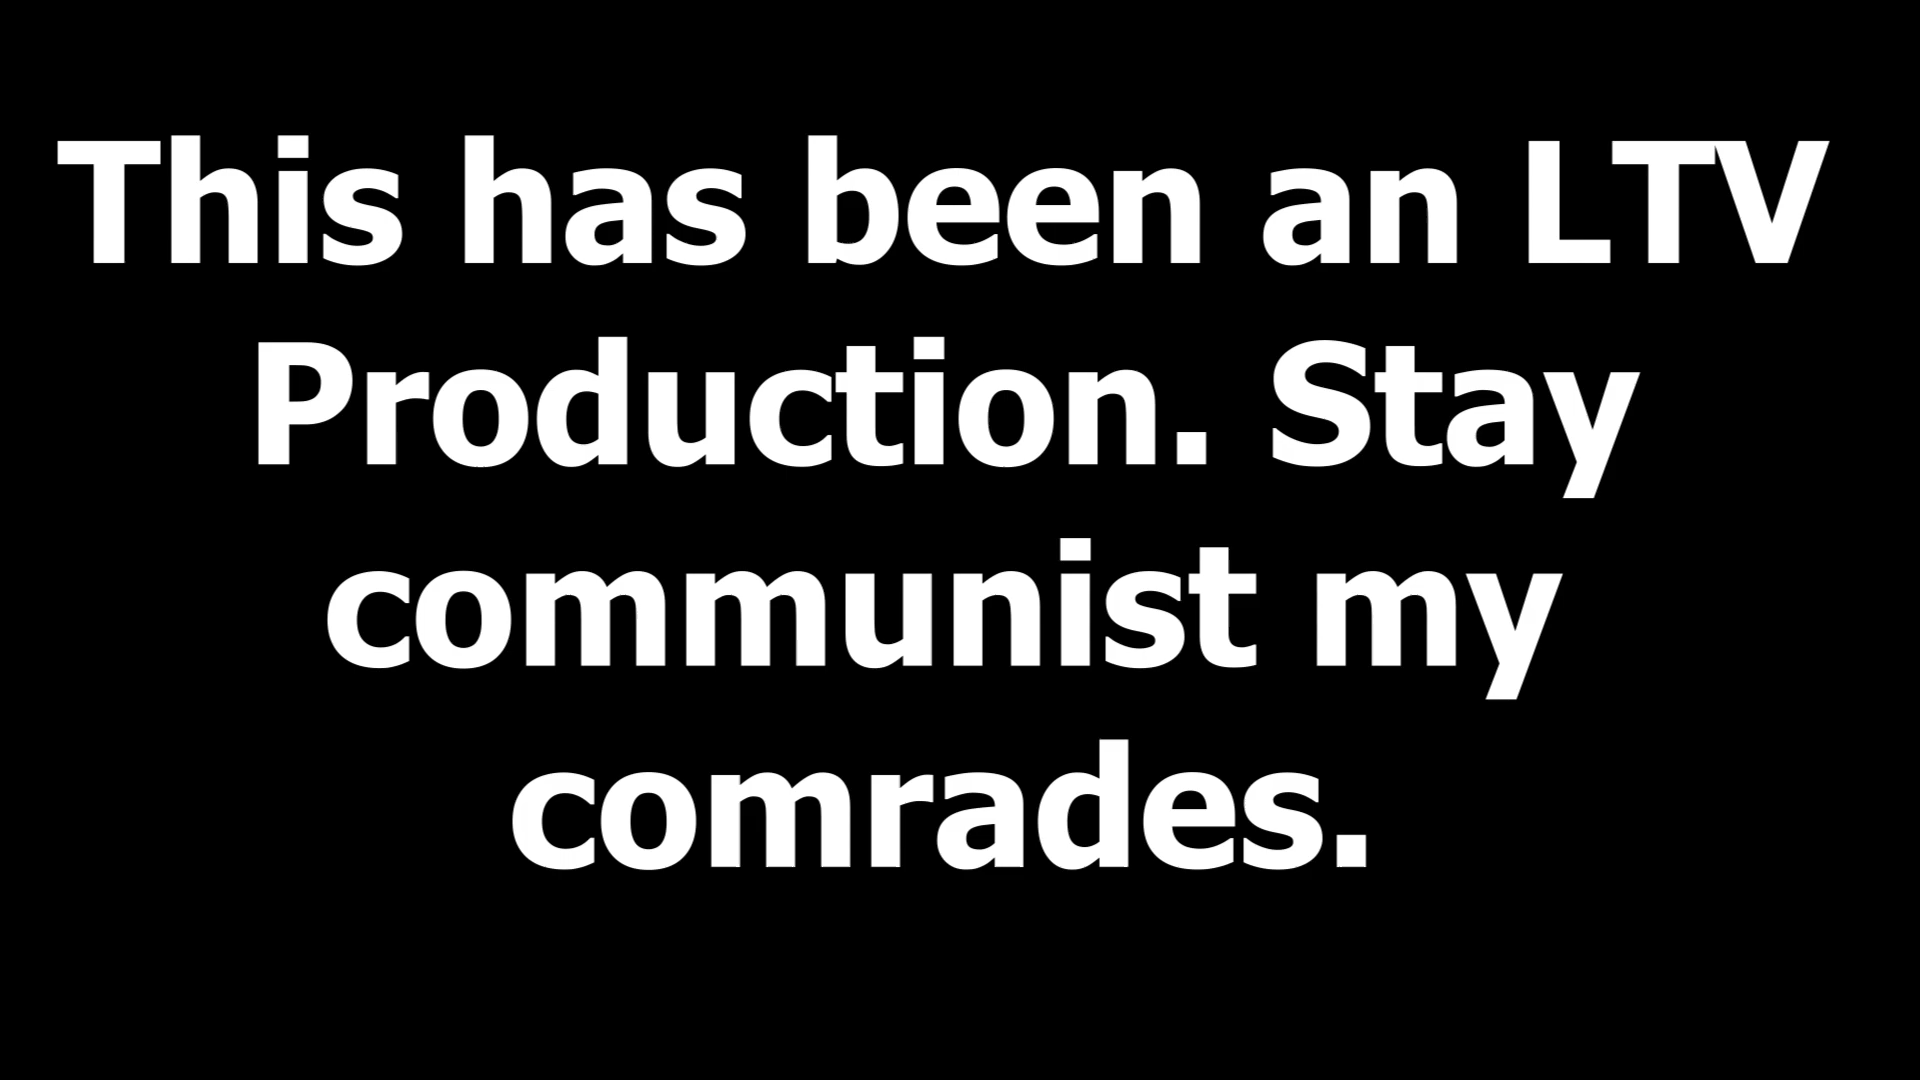 This has been an LTV
Production. Stay
communist my
comrades.